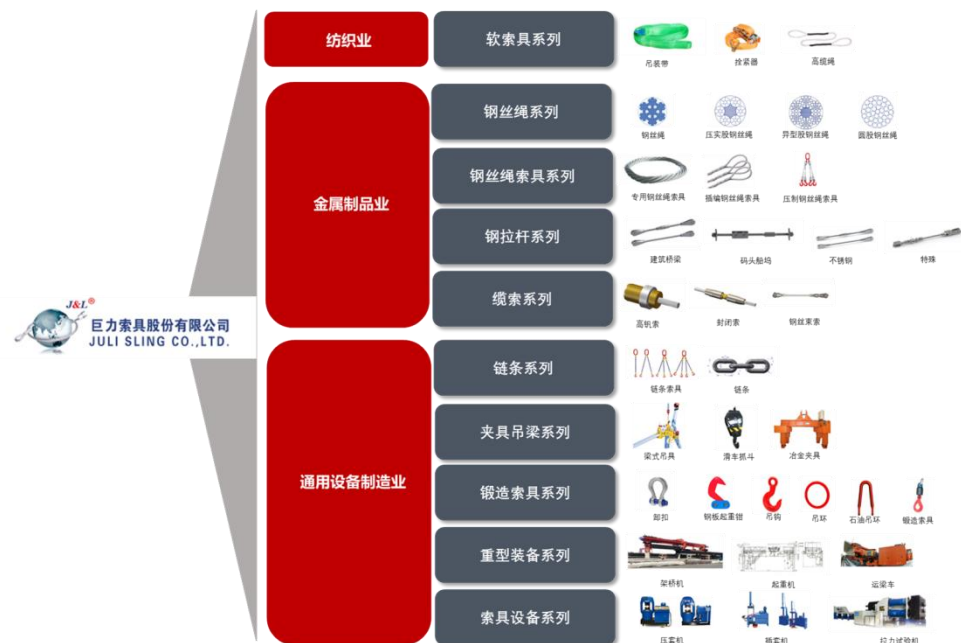 纺织业
软索具系列
吊装带
拴紧器
高缆绳
金属制品业
钢丝绳系列
钢丝绳
压实股钢丝绳
异型股钢丝绳
圆股钢丝绳
钢丝绳索具系列
专用钢丝绳索具
插编钢丝绳索具
压制钢丝绳索具
钢拉杆系列
建筑桥梁
码头船坞
不锈钢
特殊
缆索系列
高钒索
封闭索
钢丝束索
J&L®
巨力索具股份有限公司
JULI SLING CO.,LTD.
通用设备制造业
链条系列
链条索具
链条
夹具吊梁系列
梁式吊具
滑车抓斗
冶金夹具
锻造索具系列
卸扣
钢板起重钳
吊钩
吊环
石油吊环
锻造索具
重型装备系列
架桥机
起重机
运梁车
索具设备系列
压套机
插索机
拉力试验机